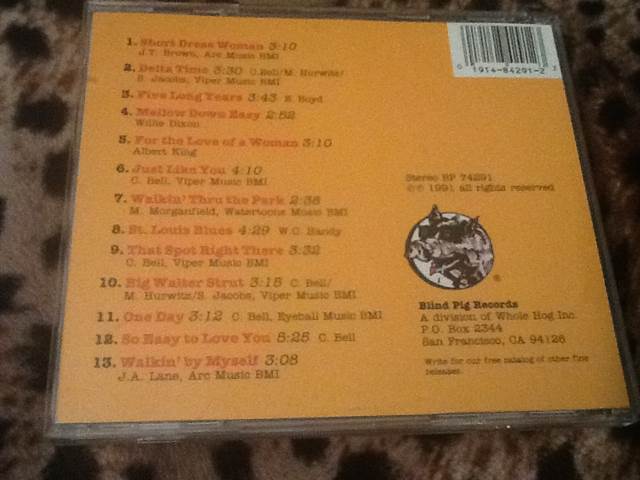 1. Short Dress Woman 3:10
J.T. Brown, Arc Music BMI
2. Delta Time 3:30 C.Bell/M. Hurwitz/
S. Jacobs, Viper Music BMI
3. Five Long Years 3:43 E. Boyd
4. Mellow Down Easy 2:52
Willie Dixon
5. For the Love of a Woman 3:10
Albert King
6. Just Like You 4:10
C. Bell, Viper Music BMI
7. Walkin' Thru the Park 2:38
M. Morganfield, Watertoons Music BMI
8. St. Louis Blues 4:29 W.C. Handy
9. That Spot Right There 3:32
C. Bell, Viper Music BMI
10. Big Walter Strut 3:15 C. Bell/
M. Hurwitz/S. Jacobs, Viper Music BMI
11. One Day 3:12 C. Bell, Eyeball Music BMI
12. So Easy to Love You 5:25 C. Bell
13. Walkin' by Myself 3:08
J.A. Lane, Arc Music BMI
0 1914-84291-2 2
Stereo BP 74291
©℗ 1991 all rights reserved
®
Blind Pig Records
A division of Whole Hog Inc.
P.O. Box 2344
San Francisco, CA 94126
Write for our free catalog of other fine
releases.